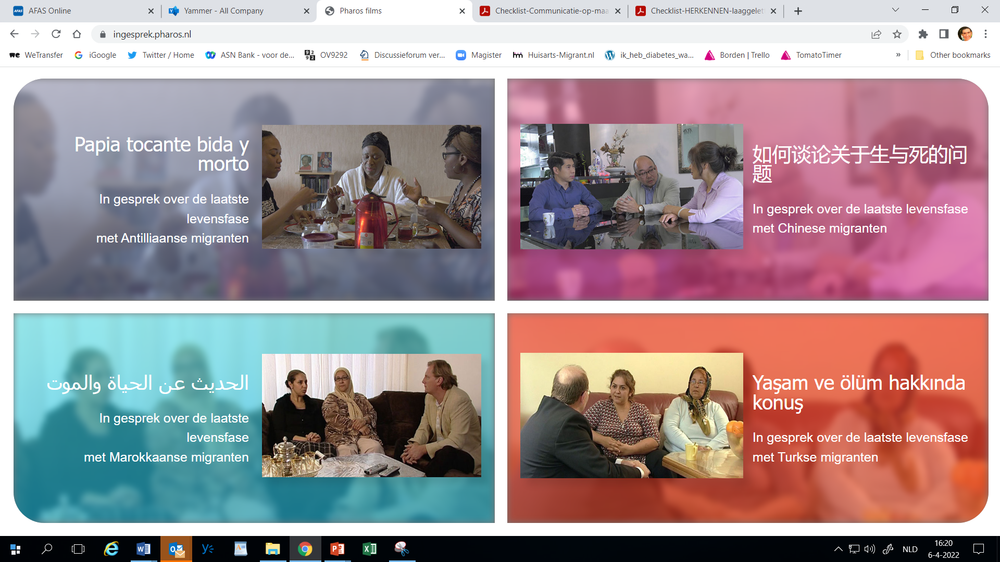 AFAS Online
Yammer - All Company
Pharos films
Checklist-Communicatie-op-maa
Checklist-HERKENNEN-laaggelet
ingesprek.pharos.nl
WeTransfer
iGoogle
Twitter / Home
ASN Bank - voor de...
OV9292
Discussieforum ver...
Magister
Huisarts-Migrant.nl
ik_heb_diabetes_wa...
Borden | Trello
TomatoTimer
»
Other bookmarks
Papia tocante bida y
morto
In gesprek over de laatste
levensfase
met Antilliaanse migranten
如何谈论关于生与死的问
题
In gesprek over de laatste levensfase
met Chinese migranten
الحديث عن الحياة والموت
In gesprek over de laatste
levensfase
met Marokkaanse migranten
Yaşam ve ölüm hakkında
konuş
In gesprek over de laatste levensfase
met Turkse migranten
NLD
16:20
6-4-2022